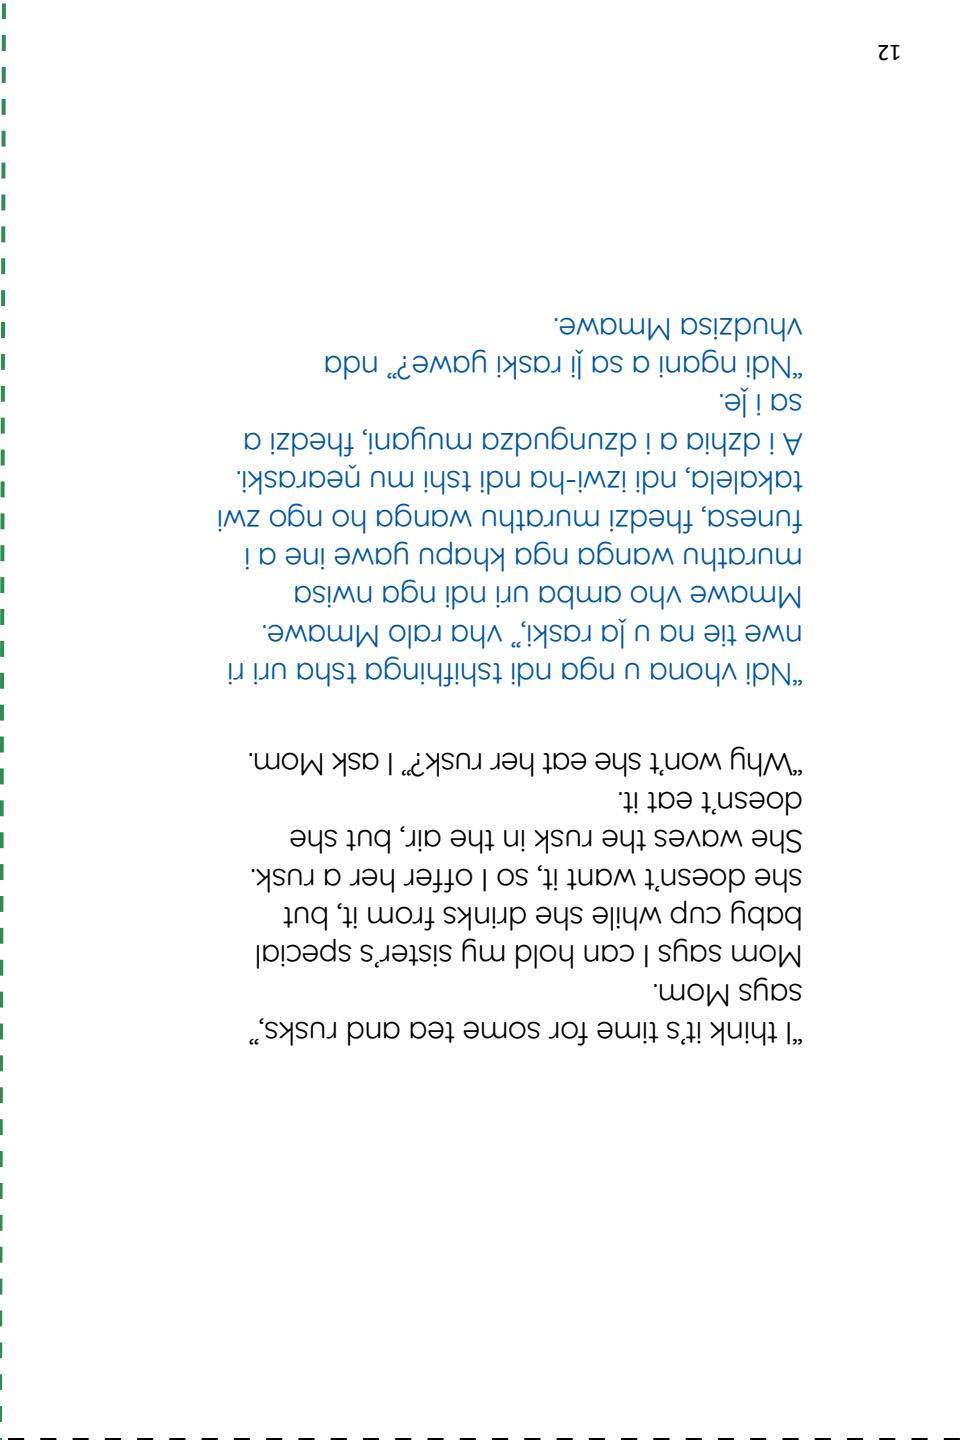 “I think it’s time for some tea and rusks,”
says Mom.
Mom says I can hold my sister’s special
baby cup while she drinks from it, but
she doesn’t want it, so I offer her a rusk.
She waves the rusk in the air, but she
doesn’t eat it.
“Why won’t she eat her rusk?” I ask Mom.
“Ndi vhona u nga ndi tshifhinga tsha uri ri
nwe tie na u ḽa raski,” vha ralo Mmawe.
Mmawe vho amba uri ndi nga nwisa
murathu wanga nga khapu yawe ine a i
funesa, fhedzi murathu wanga ho ngo zwi
takalela, ndi izwi-ha ndi tshi mu ṋearaski.
A i dzhia a i dzungudza muyani, fhedzi a
sa i ḽe.
“Ndi ngani a sa ḽi raski yawe?” nda
vhudzisa Mmawe.
12